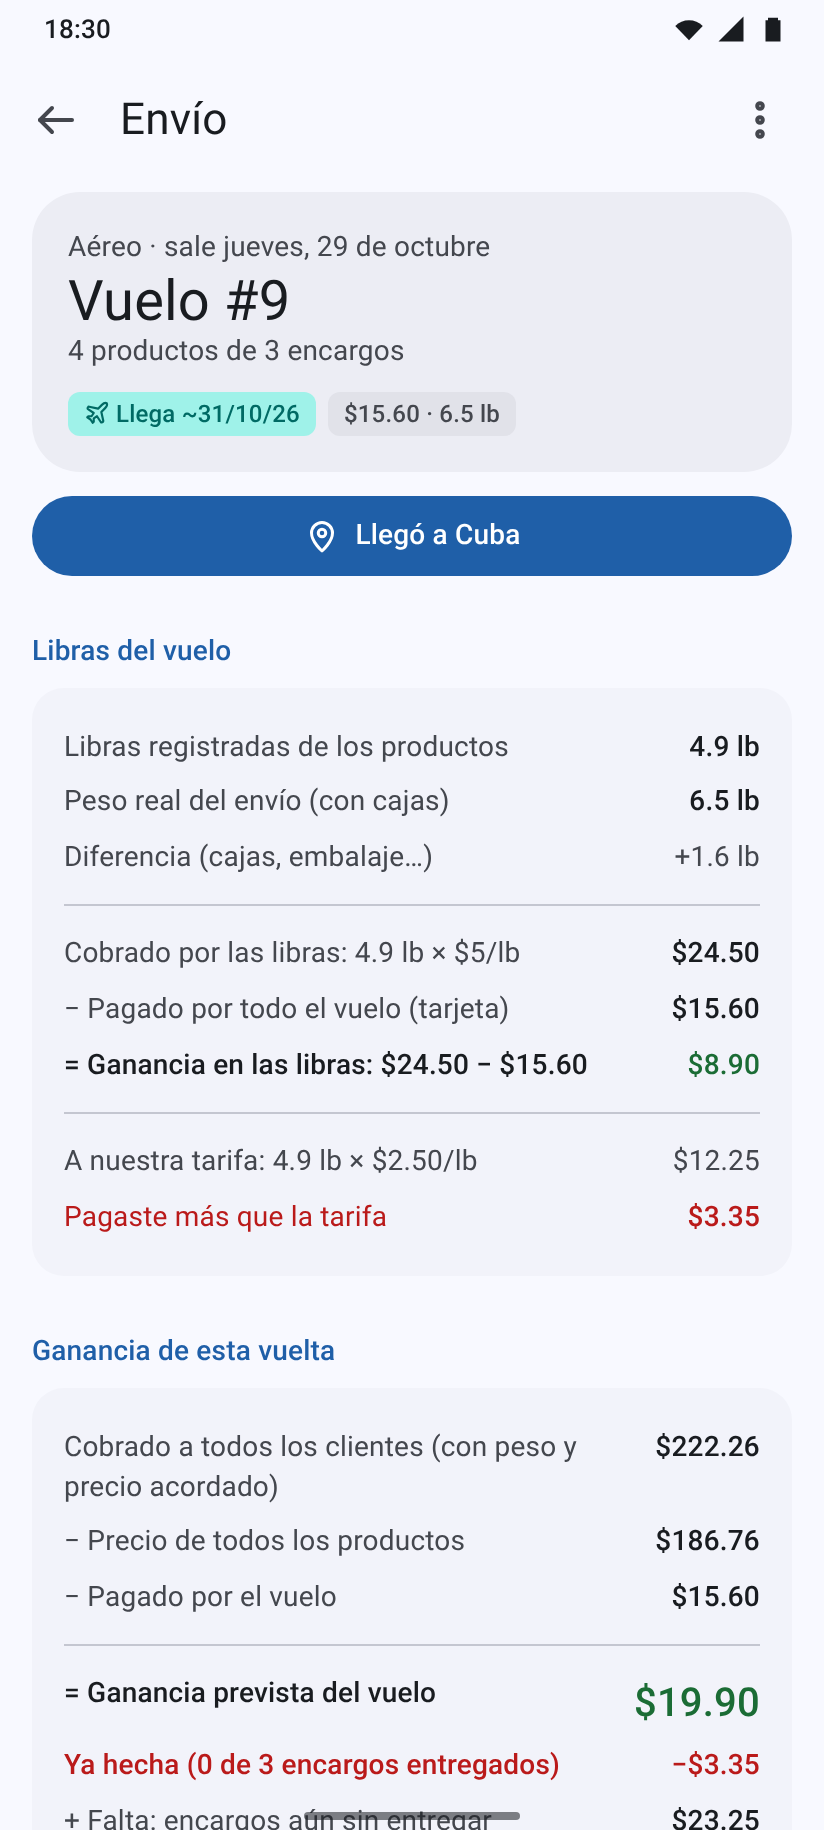 18:30
Envío
Aéreo · sale jueves, 29 de octubre
Vuelo #9
4 productos de 3 encargos
Llega ~31/10/26
$15.60 · 6.5 lb
Llegó a Cuba
Libras del vuelo
Libras registradas de los productos 4.9 lb
Peso real del envío (con cajas) 6.5 lb
Diferencia (cajas, embalaje…) +1.6 lb
Cobrado por las libras: 4.9 lb × $5/lb $24.50
− Pagado por todo el vuelo (tarjeta) $15.60
= Ganancia en las libras: $24.50 − $15.60 $8.90
A nuestra tarifa: 4.9 lb × $2.50/lb $12.25
Pagaste más que la tarifa $3.35
Ganancia de esta vuelta
Cobrado a todos los clientes (con peso y $222.26
precio acordado)
− Precio de todos los productos $186.76
− Pagado por el vuelo $15.60
= Ganancia prevista del vuelo $19.90
Ya hecha (0 de 3 encargos entregados) −$3.35
+ Falta: encargos aún sin entregar $23.25